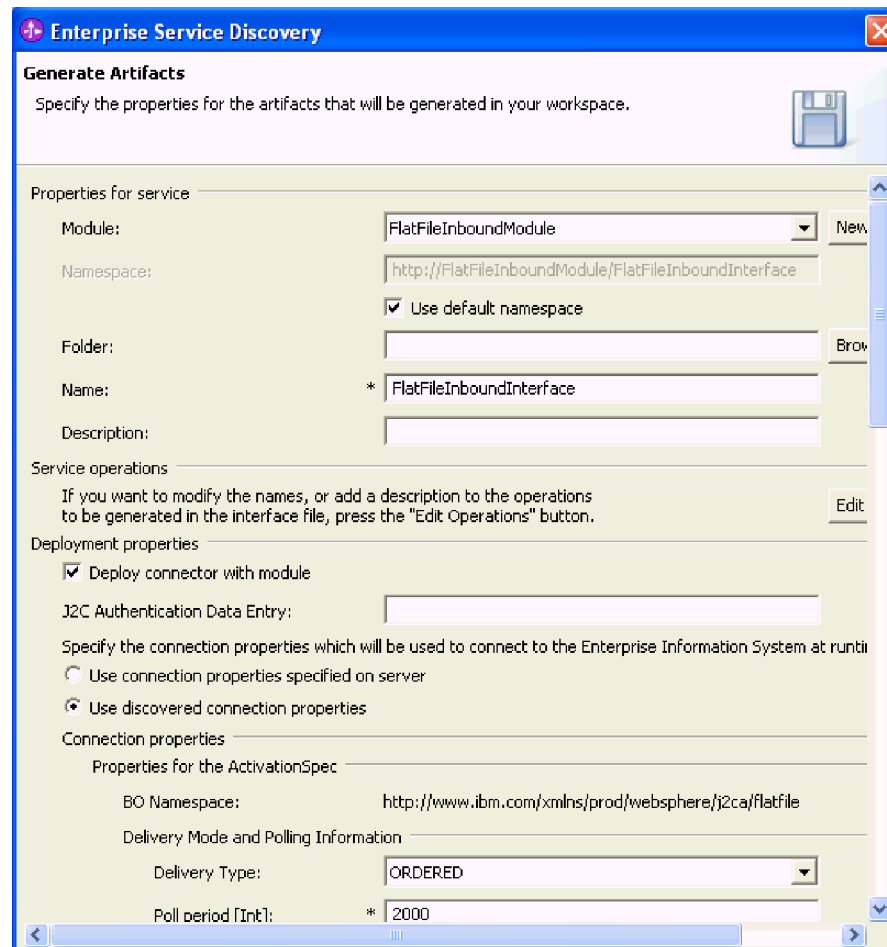 Enterprise Service Discovery
Generate Artifacts
Specify the properties for the artifacts that will be generated in your workspace.
Properties for service
Module: FlatFileInboundModule New
Namespace: http://FlatFileInboundModule/FlatFileInboundInterface
Use default namespace
Folder: Brow
Name: * FlatFileInboundInterface
Description:
Service operations
If you want to modify the names, or add a description to the operations
to be generated in the interface file, press the "Edit Operations" button. Edit
Deployment properties
Deploy connector with module
J2C Authentication Data Entry:
Specify the connection properties which will be used to connect to the Enterprise Information System at runti
Use connection properties specified on server
Use discovered connection properties
Connection properties
Properties for the ActivationSpec
BO Namespace: http://www.ibm.com/xmlns/prod/websphere/j2ca/flatfile
Delivery Mode and Polling Information
Delivery Type: ORDERED
Poll period [Int]: * 2000